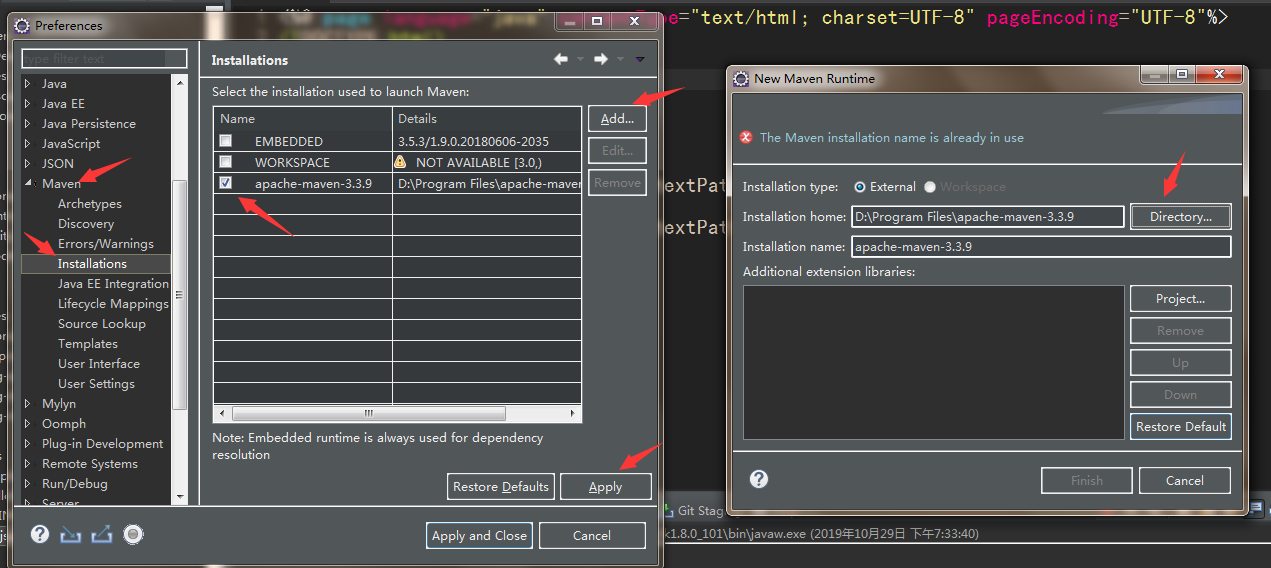 Preferences
type filter text
Java
Java EE
Java Persistence
JavaScript
JSON
Maven
Archetypes
Discovery
Errors/Warnings
Installations
Java EE Integration
Lifecycle Mappings
Source Lookup
Templates
User Interface
User Settings
Mylyn
Oomph
Plug-in Development
Remote Systems
Run/Debug
Server
Installations
Select the installation used to launch Maven:
Name Details
EMBEDDED 3.5.3/1.9.0.20180606-2035
WORKSPACE NOT AVAILABLE [3.0,)
apache-maven-3.3.9 D:\Program Files\apache-maven
Add...
Edit...
Remove
Note: Embedded runtime is always used for dependency
resolution
Restore Defaults Apply
Apply and Close Cancel
page language="java" ="text/html; charset=UTF-8" pageEncoding="UTF-8"%>
New Maven Runtime
The Maven installation name is already in use
Installation type: External Workspace
Installation home: D:\Program Files\apache-maven-3.3.9 Directory...
Installation name: apache-maven-3.3.9
Additional extension libraries:
Project...
Remove
Up
Down
Restore Default
Finish Cancel
extPat
extPat
Git Stag
k1.8.0_101\bin\javaw.exe (2019年10月29日 下午7:33:40)